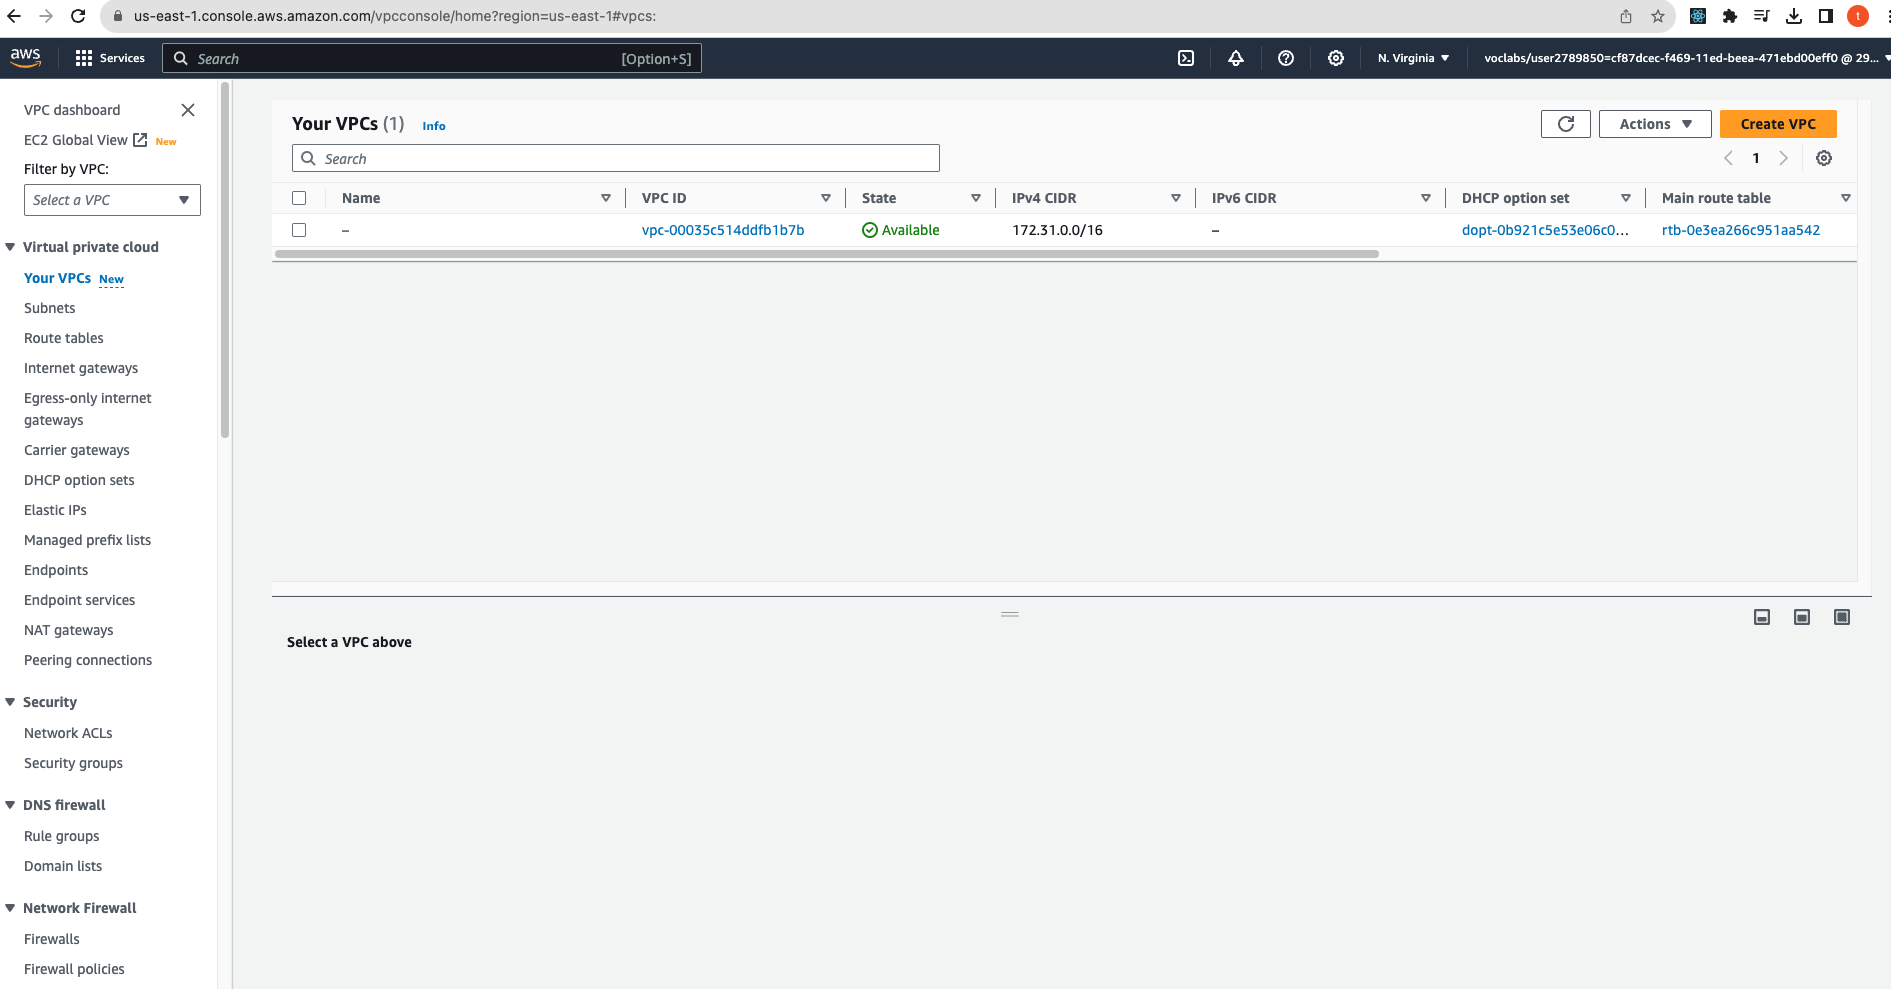 us-east-1.console.aws.amazon.com/vpcconsole/home?region=us-east-1#vpcs:
t
aws
Services
Search
[Option+S]
N. Virginia
voclabs/user2789850=cf87dcec-f469-11ed-beea-471ebd00eff0 @ 29...
VPC dashboard
EC2 Global View New
Filter by VPC:
Select a VPC
Virtual private cloud
Your VPCs New
Subnets
Route tables
Internet gateways
Egress-only internet
gateways
Carrier gateways
DHCP option sets
Elastic IPs
Managed prefix lists
Endpoints
Endpoint services
NAT gateways
Peering connections
Security
Network ACLs
Security groups
DNS firewall
Rule groups
Domain lists
Network Firewall
Firewalls
Firewall policies
Your VPCs (1) Info
Actions
Create VPC
Search
1
Name VPC ID State IPv4 CIDR IPv6 CIDR DHCP option set Main route table
– vpc-00035c514ddfb1b7b Available 172.31.0.0/16 – dopt-0b921c5e53e06c0... rtb-0e3ea266c951aa542
Select a VPC above